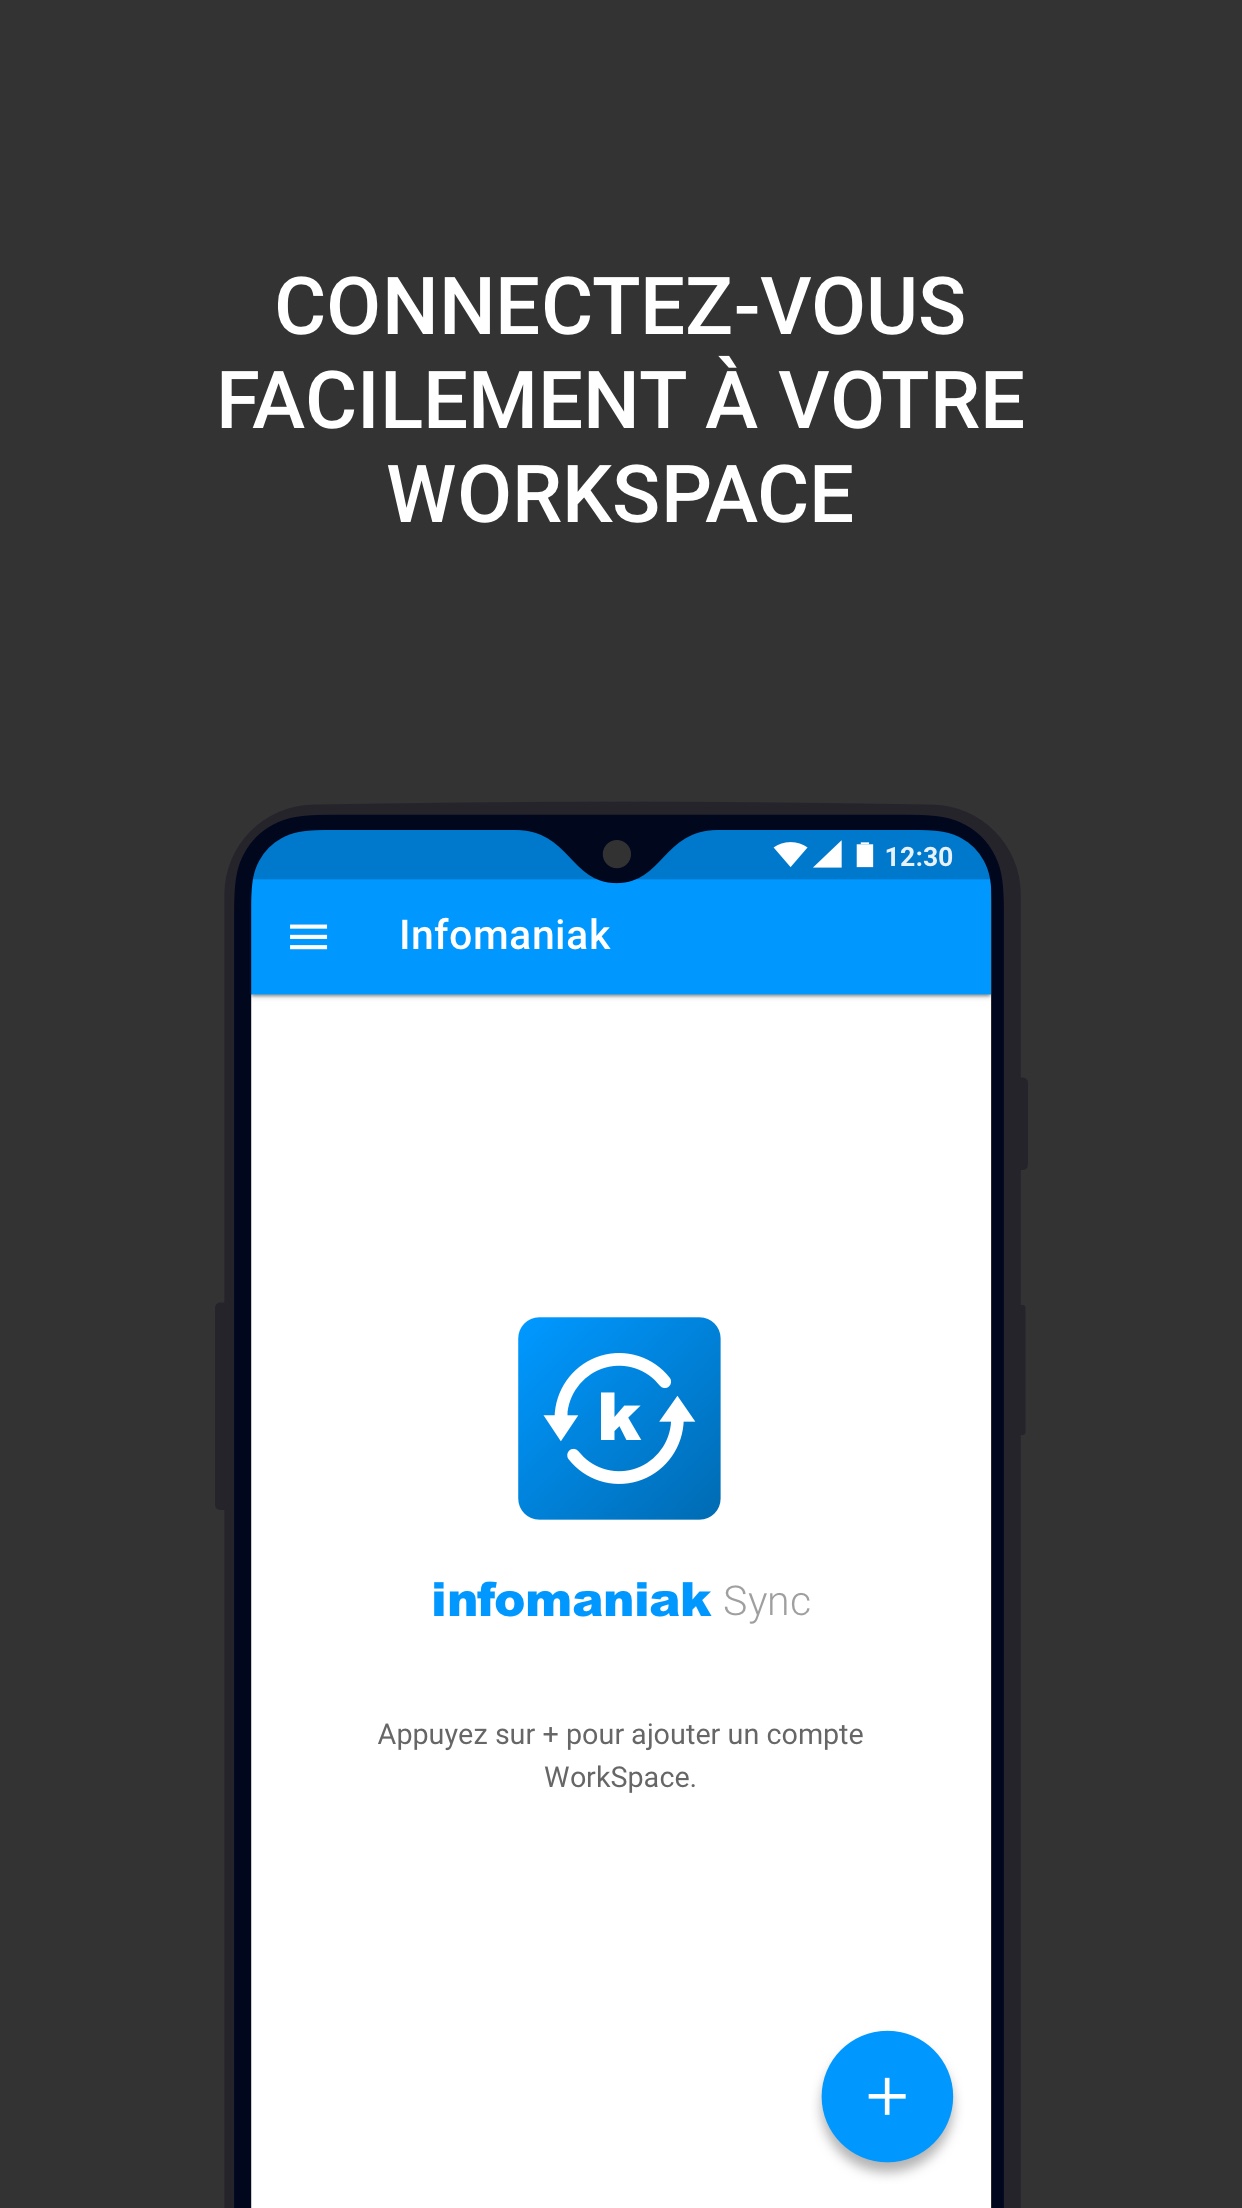 CONNECTEZ-VOUS
FACILEMENT À VOTRE
WORKSPACE
12:30
Infomaniak
k
infomaniak Sync
Appuyez sur + pour ajouter un compte
WorkSpace.
+